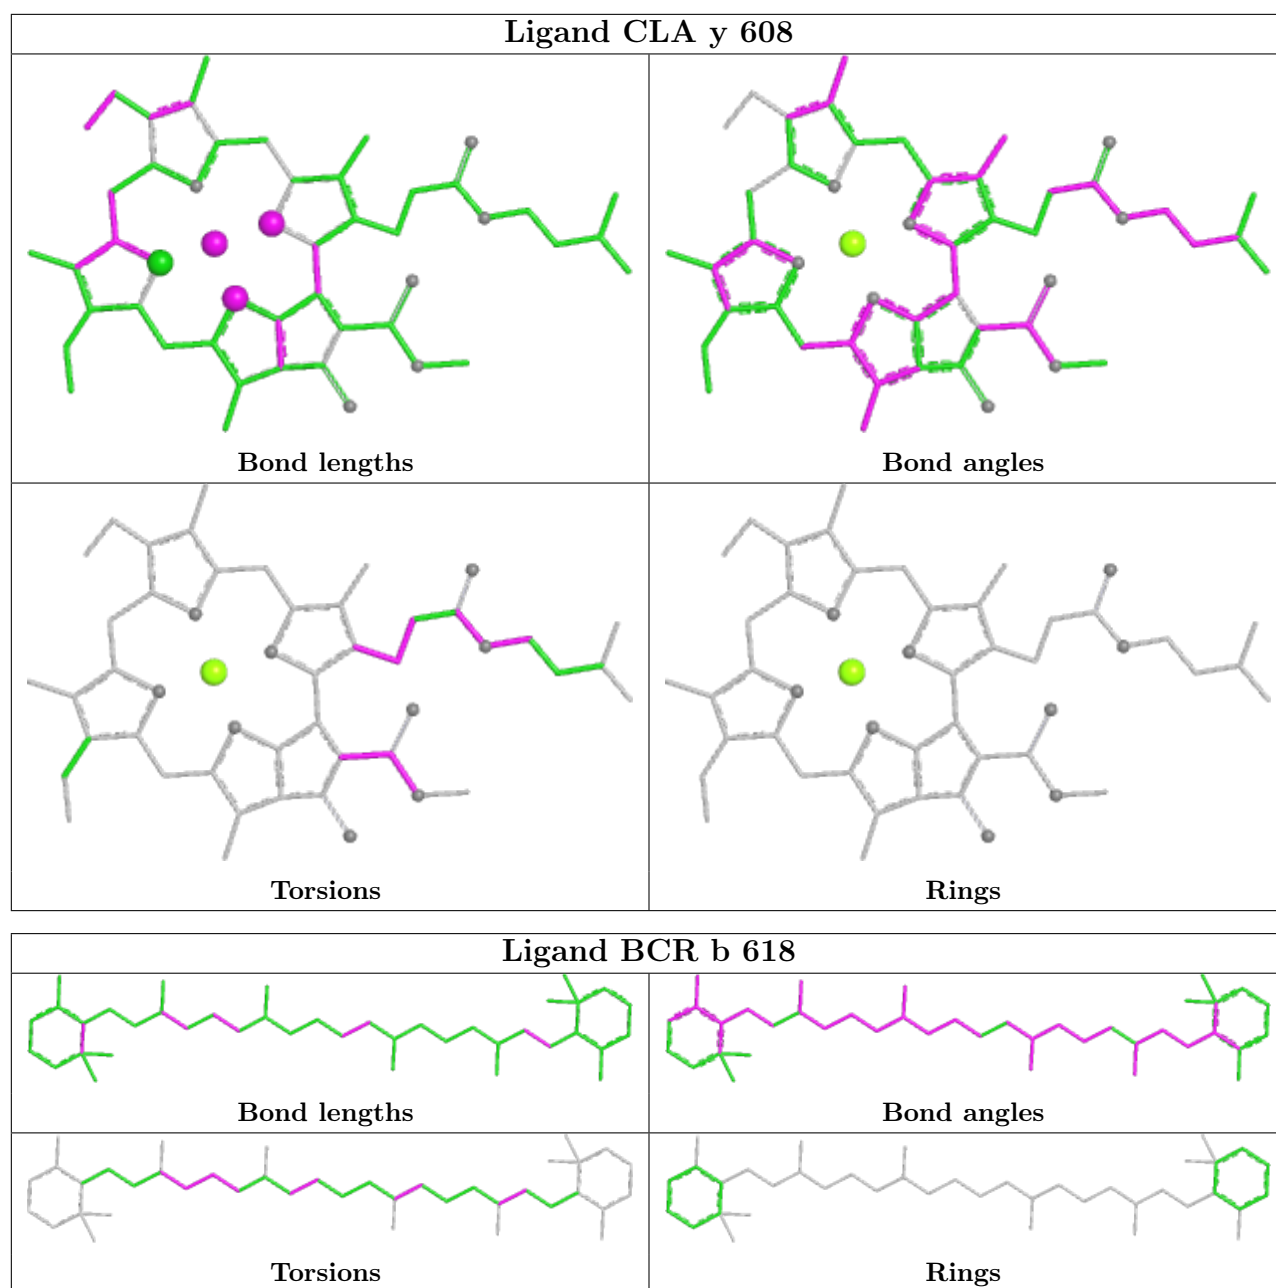 Ligand CLA y 608
Bond lengths
Bond angles
Torsions
Rings
Ligand BCR b 618
Bond lengths
Bond angles
Torsions
Rings